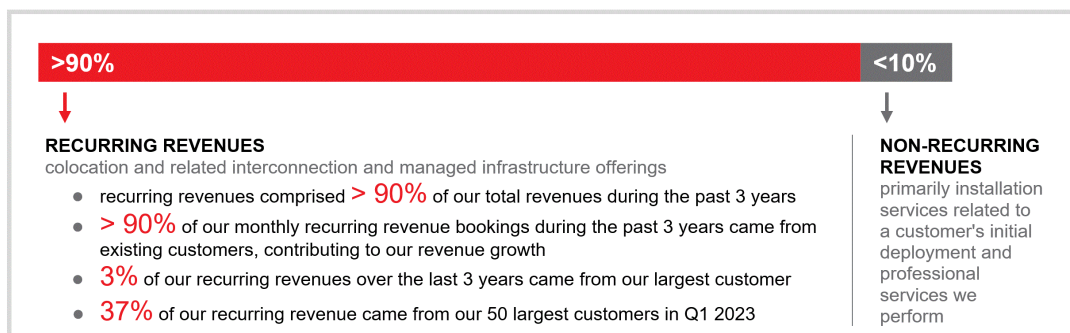 >90%
<10%
RECURRING REVENUES
colocation and related interconnection and managed infrastructure offerings
● recurring revenues comprised > 90% of our total revenues during the past 3 years
● > 90% of our monthly recurring revenue bookings during the past 3 years came from
existing customers, contributing to our revenue growth
● 3% of our recurring revenues over the last 3 years came from our largest customer
● 37% of our recurring revenue came from our 50 largest customers in Q1 2023
NON-RECURRING
REVENUES
primarily installation
services related to
a customer's initial
deployment and
professional
services we
perform